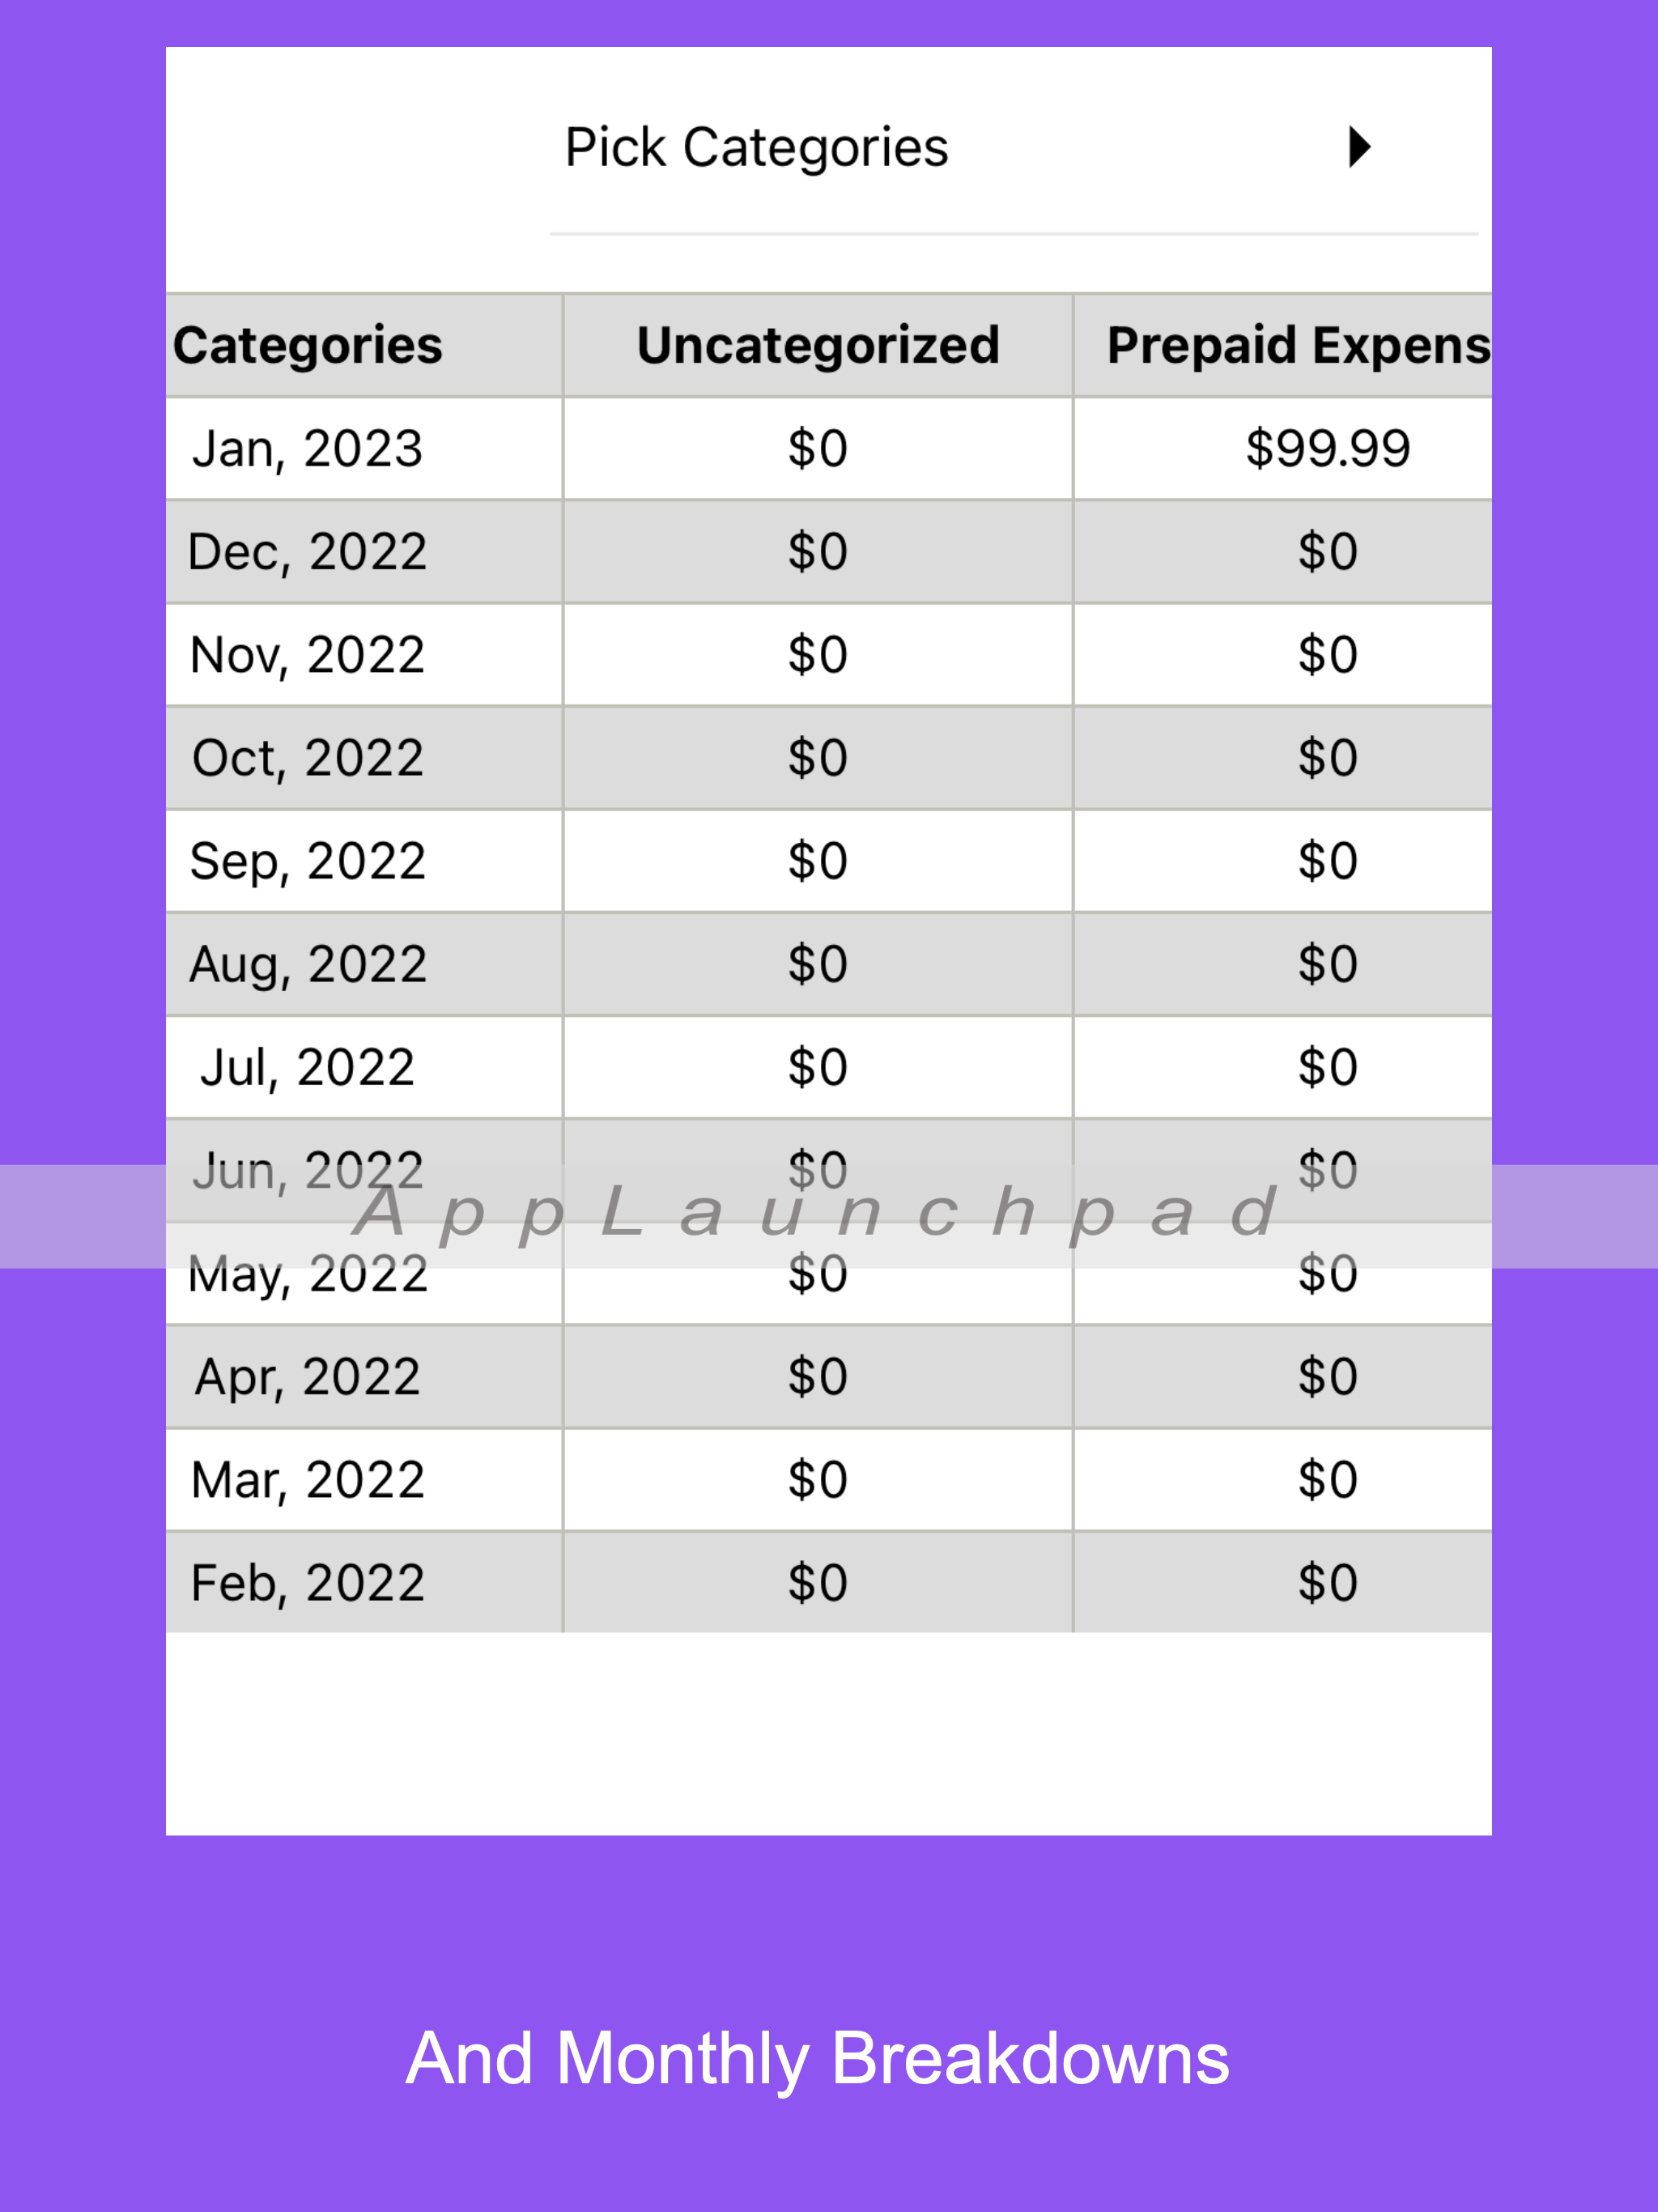 Pick Categories
Categories Uncategorized Prepaid Expens
Jan, 2023 $0 $99.99
Dec, 2022 $0 $0
Nov, 2022 $0 $0
Oct, 2022 $0 $0
Sep, 2022 $0 $0
Aug, 2022 $0 $0
Jul, 2022 $0 $0
Jun, 2022 $0 $0
AppLaunchpad
May, 2022 $0 $0
Apr, 2022 $0 $0
Mar, 2022 $0 $0
Feb, 2022 $0 $0
And Monthly Breakdowns